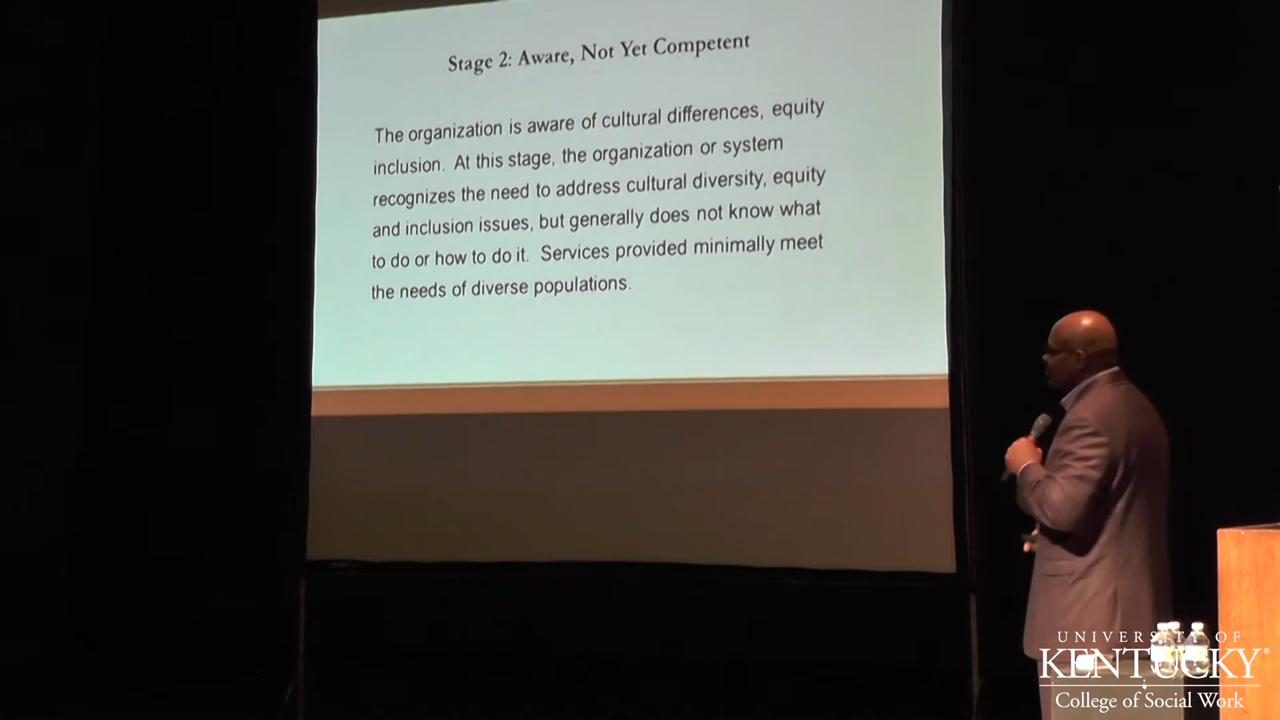 Stage 2: Aware, Not Yet Competent
The organization is aware of cultural differences, equity
inclusion. At this stage, the organization or system
recognizes the need to address cultural diversity, equity
and inclusion issues, but generally does not know what
to do or how to do it. Services provided minimally meet
the needs of diverse populations.
UNIVERSITY OF
KENTUCKY®
College of Social Work